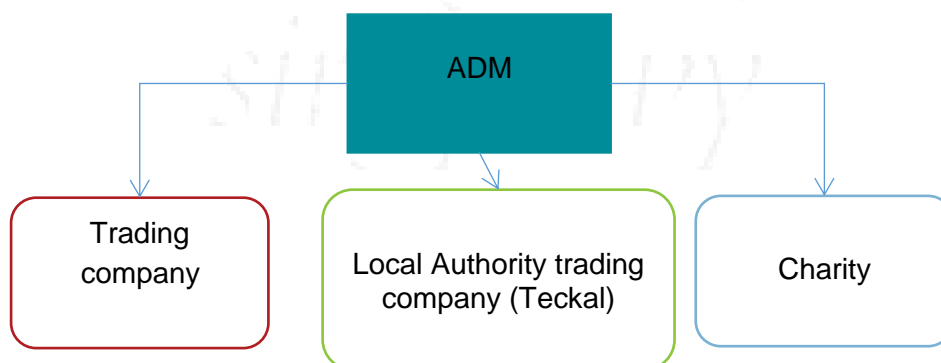 ADM
Trading
company
Local Authority trading
company (Teckal)
Charity